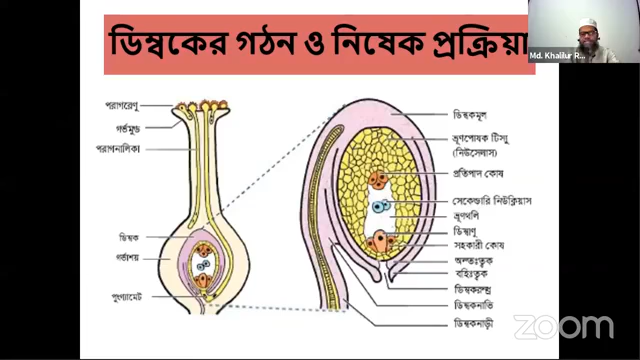 ডিম্বকের গঠন ও নিষেক প্রক্রিয়া
Md. Khalilur R...
পরাগরেণু
গর্ভমুন্ড
পরাগনালিকা
ডিম্বক
গর্ভাশয়
পুংগ্যামেট
ডিম্বকমূল
ভ্রূণপোষক টিস্যু
(নিউসেলাস)
প্রতিপাদ কোষ
সেকেন্ডারি নিউক্লিয়াস
ভ্রূণথলি
ডিম্বাণু
সহকারী কোষ
অন্তঃত্বক
বহিঃত্বক
ডিম্বকরন্ধ্র
ডিম্বকনাভি
ডিম্বকনাড়ী
zoom